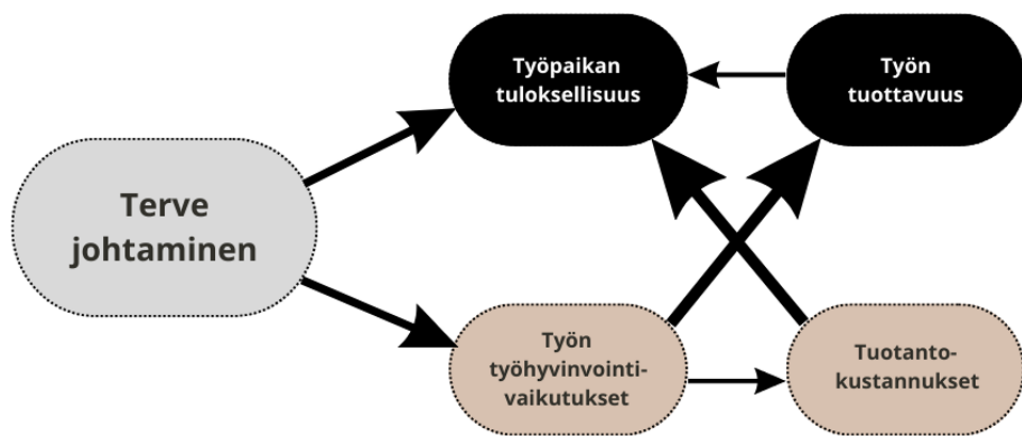 Työpaikan
tuloksellisuus
Työn
tuottavuus
Terve
johtaminen
Työn
työhyvinvointi-
vaikutukset
Tuotanto-
kustannukset